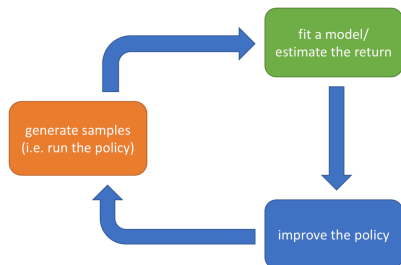 fit a model/
estimate the return
generate samples
(i.e. run the policy)
improve the policy